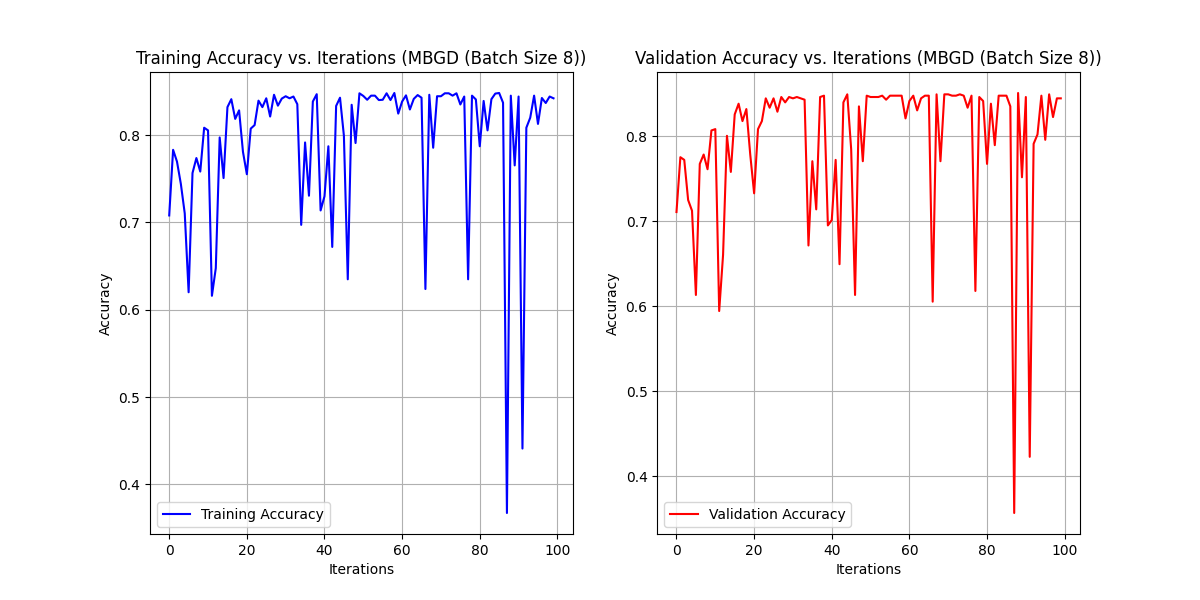 Training Accuracy vs. Iterations (MBGD (Batch Size 8))
Accuracy
0.8
0.7
0.6
0.5
0.4
Training Accuracy
0 20 40 60 80 100
Iterations
Validation Accuracy vs. Iterations (MBGD (Batch Size 8))
Accuracy
0.8
0.7
0.6
0.5
0.4
Validation Accuracy
0 20 40 60 80 100
Iterations